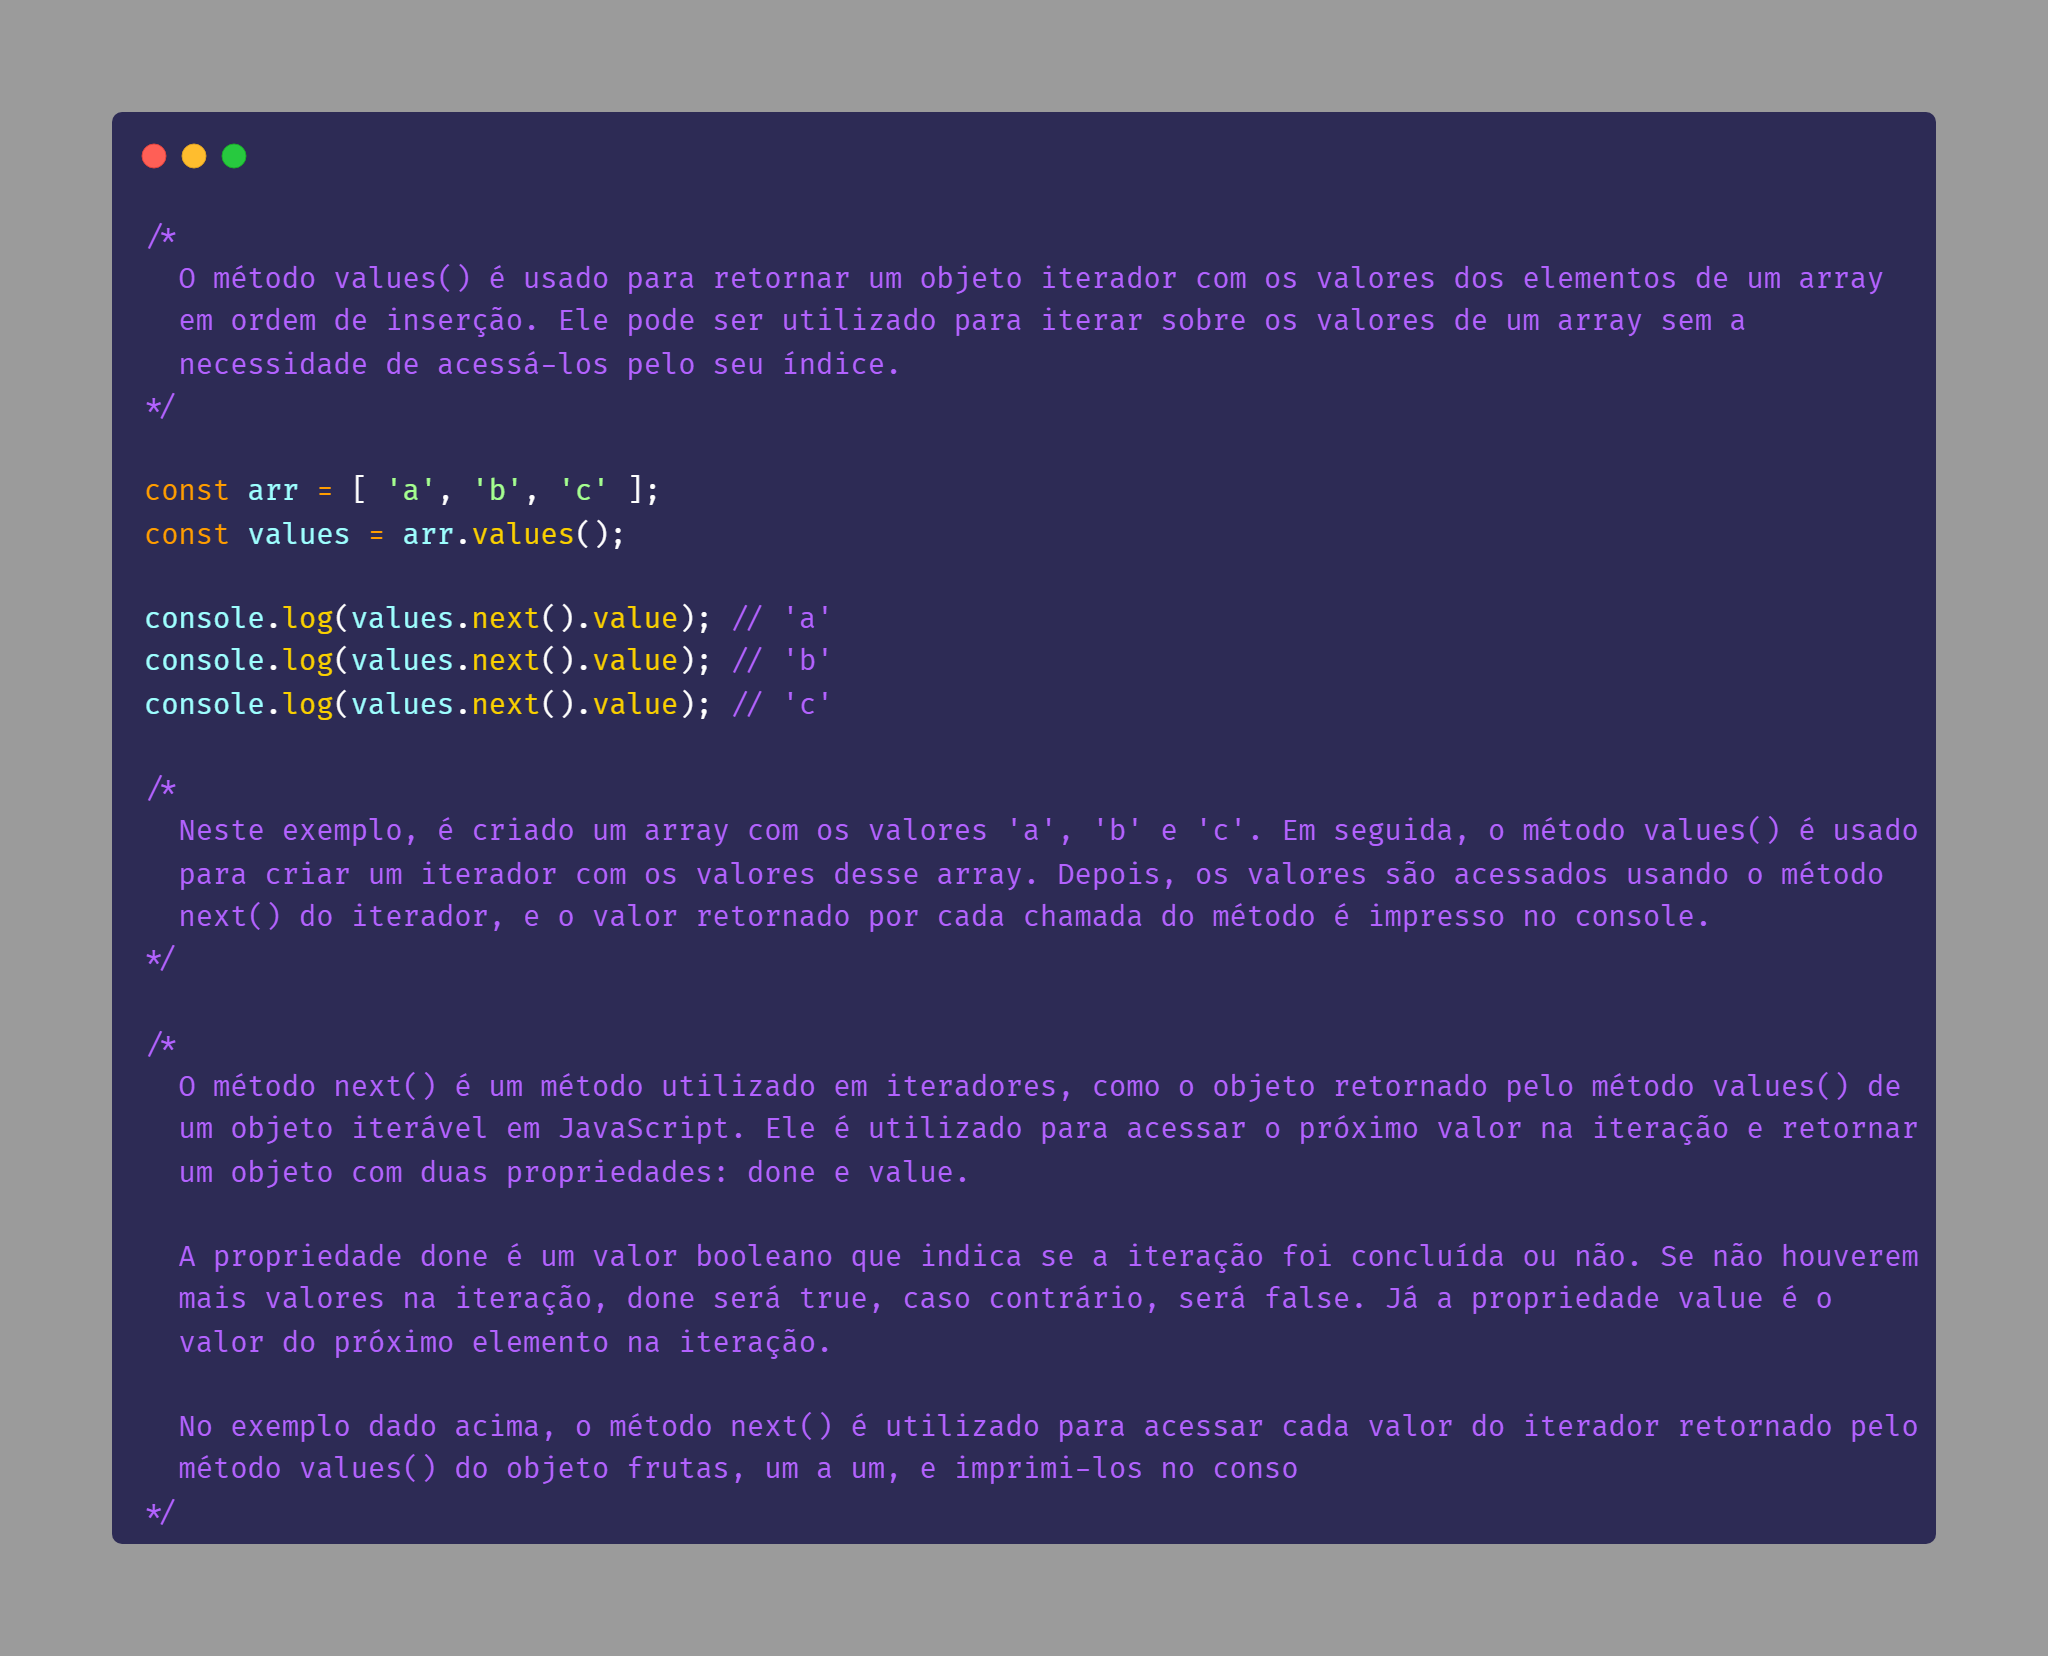 /*
  O método values() é usado para retornar um objeto iterador com os valores dos elementos de um array
  em ordem de inserção. Ele pode ser utilizado para iterar sobre os valores de um array sem a
  necessidade de acessá-los pelo seu índice.
*/

const arr = [ 'a', 'b', 'c' ];
const values = arr.values();

console.log(values.next().value); // 'a'
console.log(values.next().value); // 'b'
console.log(values.next().value); // 'c'

/*
  Neste exemplo, é criado um array com os valores 'a', 'b' e 'c'. Em seguida, o método values() é usado
  para criar um iterador com os valores desse array. Depois, os valores são acessados usando o método
  next() do iterador, e o valor retornado por cada chamada do método é impresso no console.
*/

/*
  O método next() é um método utilizado em iteradores, como o objeto retornado pelo método values() de
  um objeto iterável em JavaScript. Ele é utilizado para acessar o próximo valor na iteração e retornar
  um objeto com duas propriedades: done e value.

  A propriedade done é um valor booleano que indica se a iteração foi concluída ou não. Se não houverem
  mais valores na iteração, done será true, caso contrário, será false. Já a propriedade value é o
  valor do próximo elemento na iteração.

  No exemplo dado acima, o método next() é utilizado para acessar cada valor do iterador retornado pelo
  método values() do objeto frutas, um a um, e imprimi-los no conso
*/